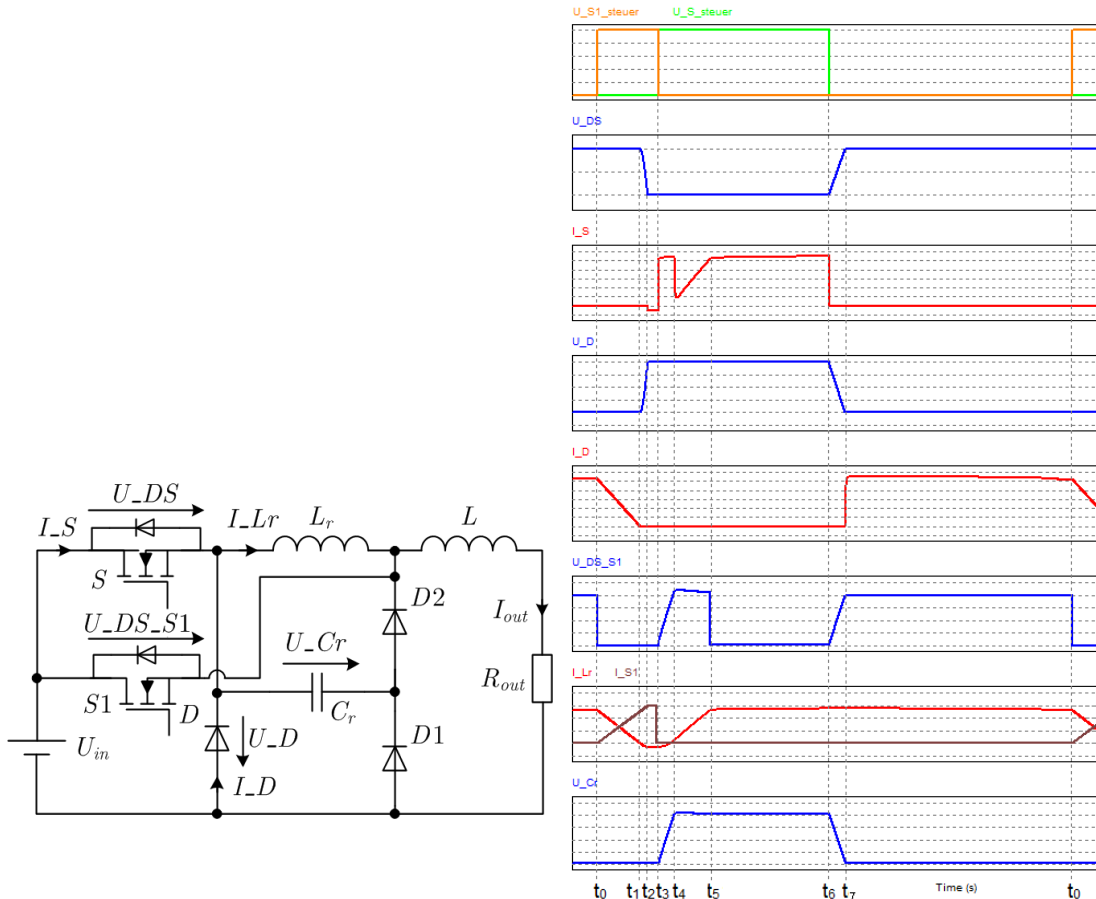 U_S1_steuer U_S_steuer
U_DS
I_S
U_D
I_D
U_DS_S1
I_Lr I_S1
U_Cr
t0 t1 t2 t3 t4 t5 t6 t7 Time (s) t0
U_DS
I_S
I_Lr
Lr
L
S
U_DS_S1
D2
U_Cr
Iout
S1
D
Cr
Rout
Uin
U_D
D1
I_D